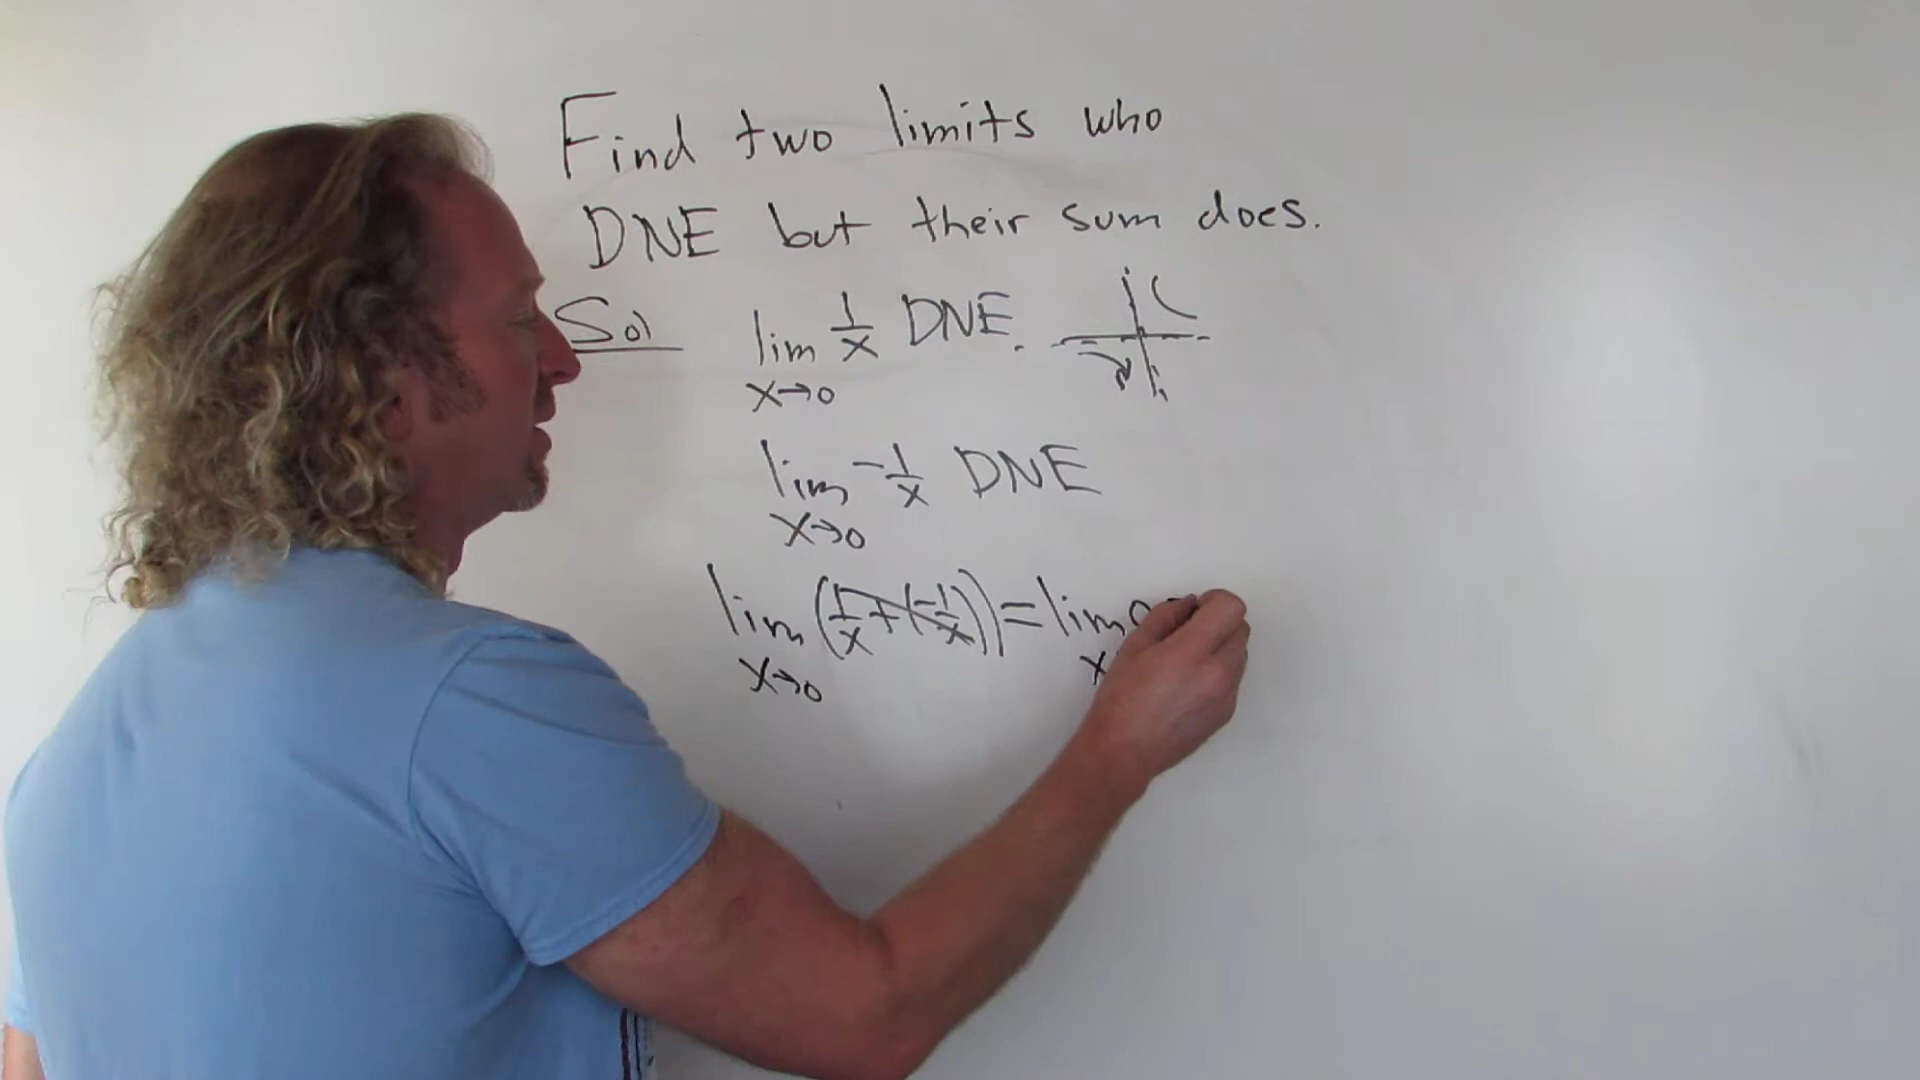 Find two limits who
DNE but their sum does.
Sol lim 1/x DNE.
x→0
lim -1/x DNE
x→0
lim (1/x + (-1/x)) = lim 0
x→0 x